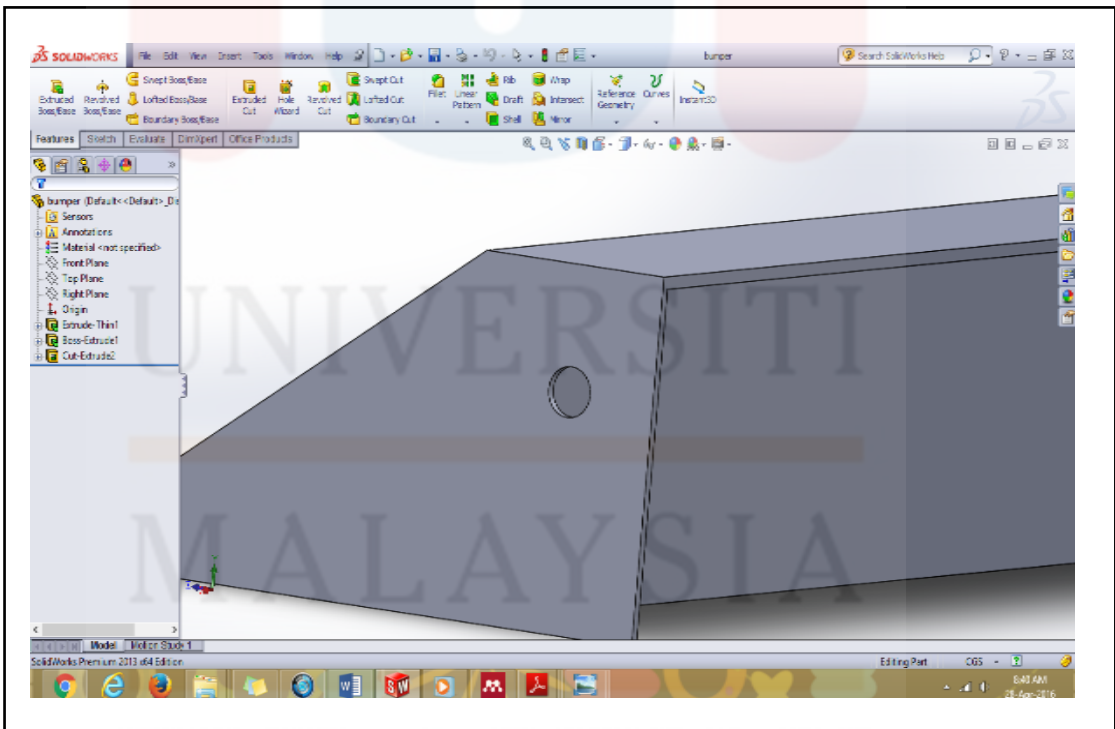 SOLIDWORKS File Edit View Insert Tools Window Help bumper Search SolidWorks Help
Extruded Boss/Base Revolved Boss/Base Swept Boss/Base Lofted Boss/Base Boundary Boss/Base Extruded Cut Hole Wizard Revolved Cut Swept Cut Lofted Cut Boundary Cut Fillet Linear Pattern Rib Draft Shell Wrap Intersect Mirror Reference Geometry Curves Instant3D
Features Sketch Evaluate DimXpert Office Products
bumper (Default<<Default>_Dis
Sensors
Annotations
Material <not specified>
Front Plane
Top Plane
Right Plane
Origin
Extrude-Thin1
Boss-Extrude1
Cut-Extrude2
UNIVERSITI
MALAYSIA
Model Motion Study 1
SolidWorks Premium 2013 x64 Edition Editing Part CGS
8:40 AM